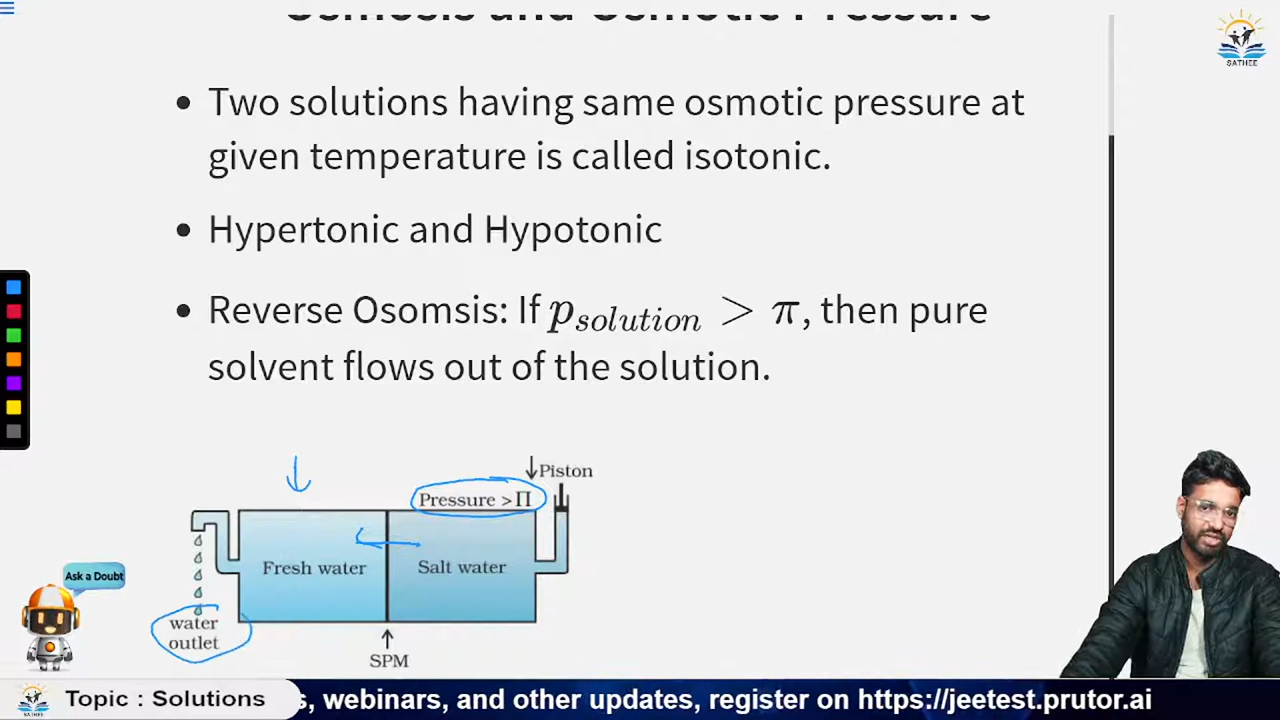 Osmosis and Osmotic Pressure
SATHEE
• Two solutions having same osmotic pressure at
given temperature is called isotonic.
• Hypertonic and Hypotonic
• Reverse Osomsis: If p_solution > π, then pure
solvent flows out of the solution.
Piston
Pressure > Π
Fresh water
Salt water
water
outlet
SPM
Ask a Doubt
SATHEE
Topic : Solutions
s, webinars, and other updates, register on https://jeetest.prutor.ai